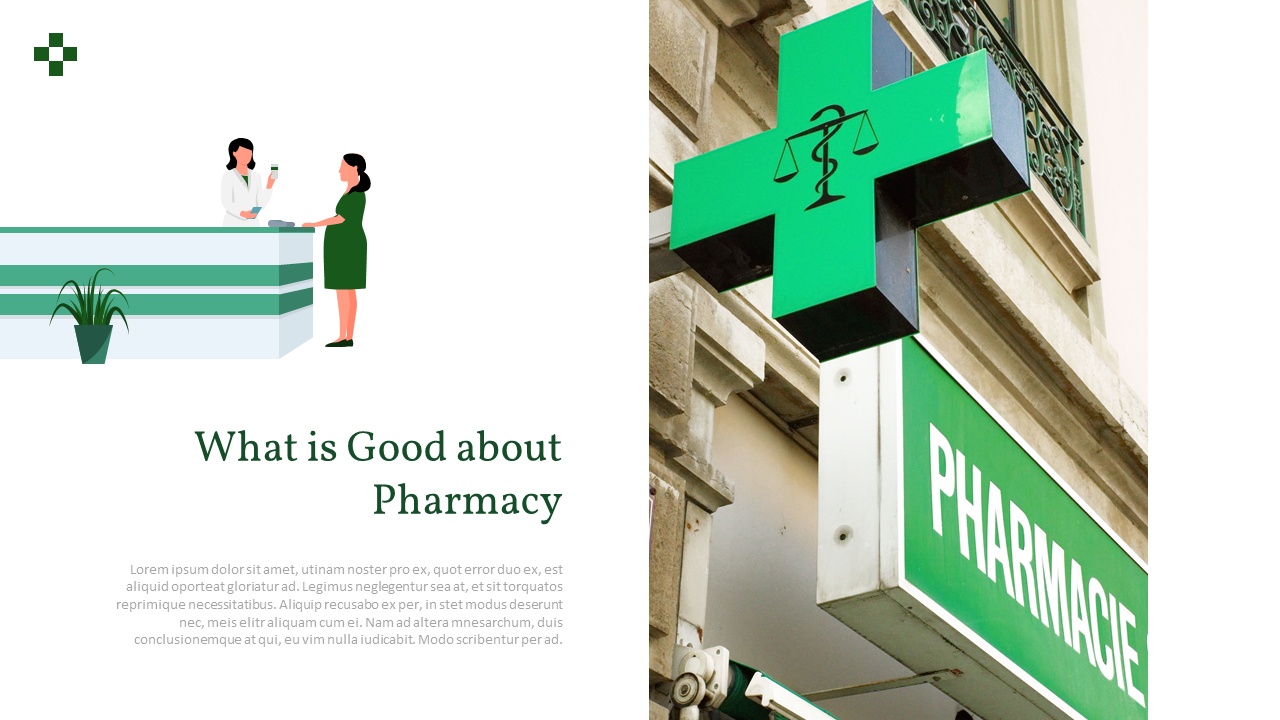 What is Good about
Pharmacy
Lorem ipsum dolor sit amet, utinam noster pro ex, quot error duo ex, est
aliquid oporteat gloriatur ad. Legimus neglegentur sea at, et sit torquatos
reprimique necessitatibus. Aliquip recusabo ex per, in stet modus deserunt
nec, meis elitr aliquam cum ei. Nam ad altera mnesarchum, duis
conclusionemque at qui, eu vim nulla iudicabit. Modo scribentur per ad.
PHARMACIE